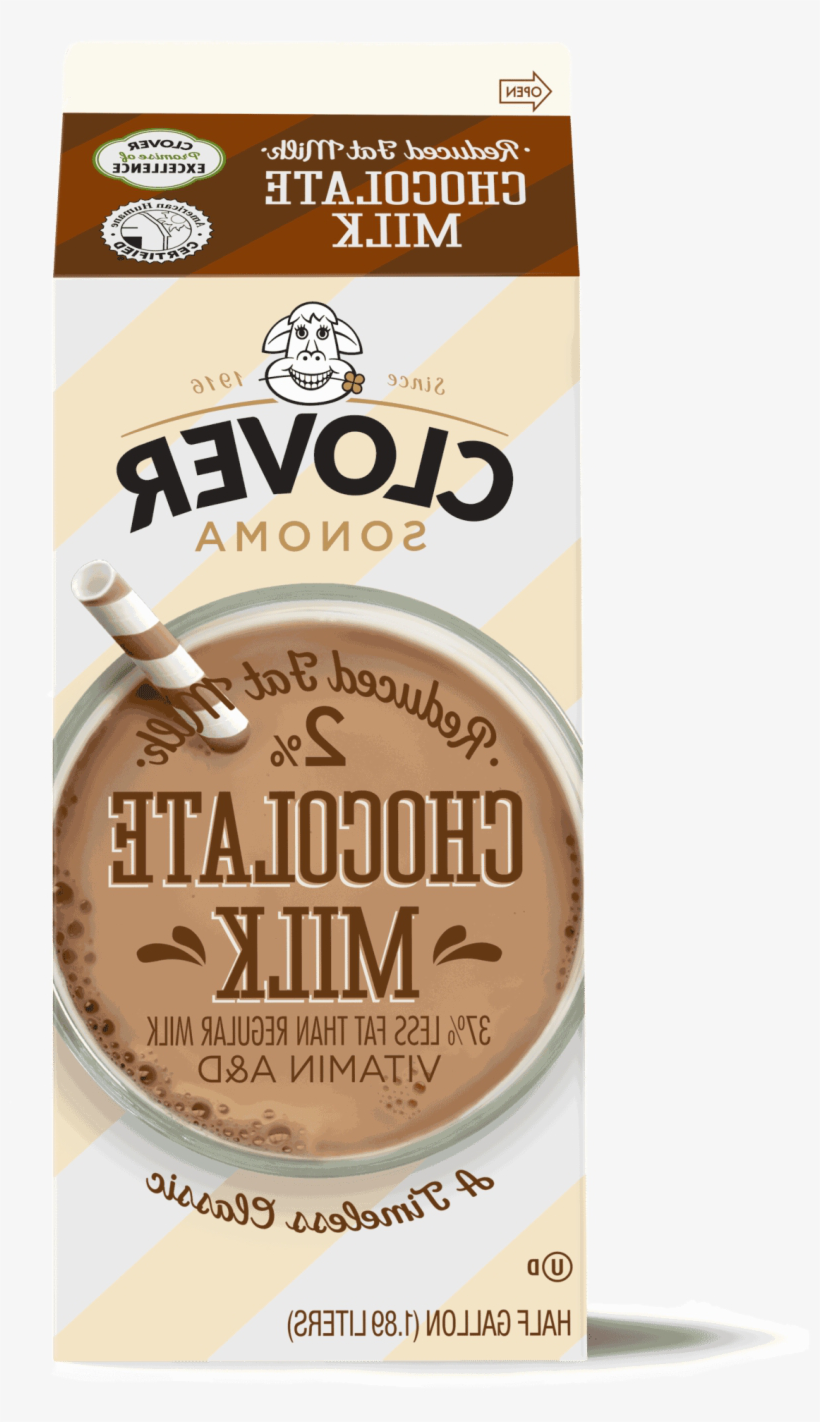 OPEN
CLOVER
Promise of
EXCELLENCE
American Humane
• CERTIFIED •
·Reduced Fat Milk·
CHOCOLATE
MILK
Since 1916
CLOVER
SONOMA
·Reduced Fat Milk·
2%
CHOCOLATE
MILK
37% LESS FAT THAN REGULAR MILK
VITAMIN A&D
A Timeless Classic
U D
HALF GALLON (1.89 LITERS)